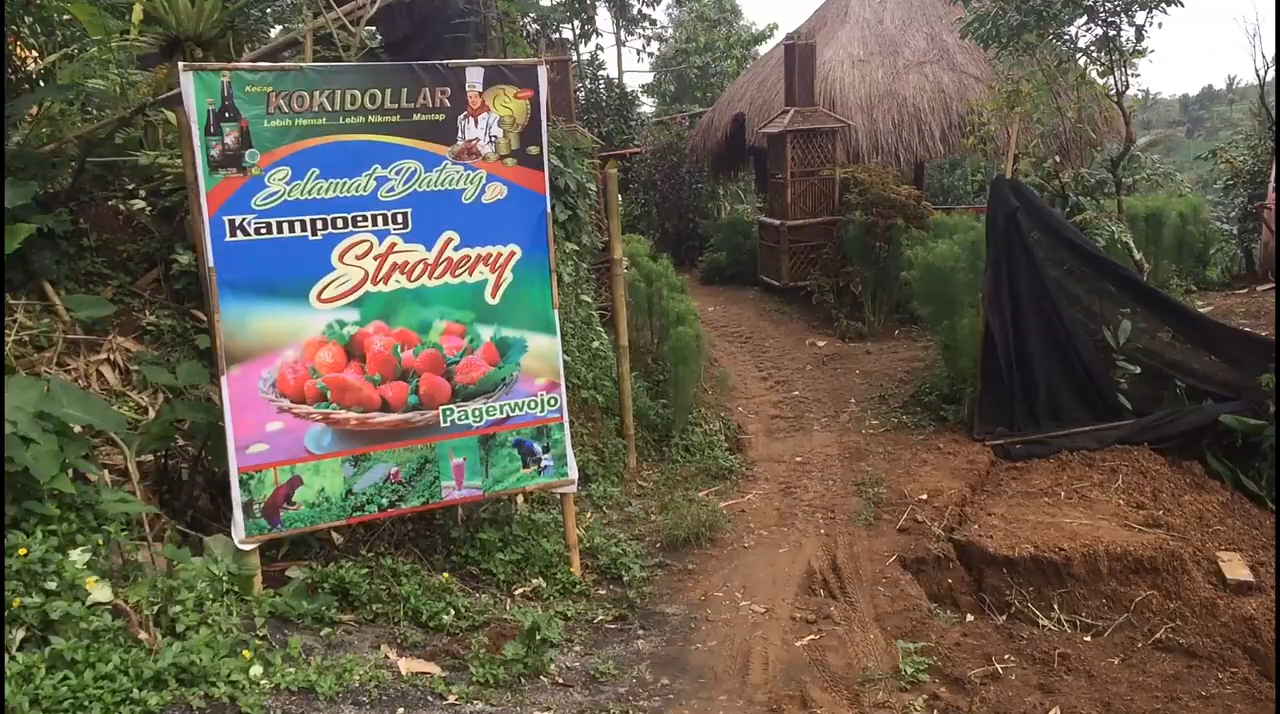 Kecap
KOKIDOLLAR
Lebih Hemat.....Lebih Nikmat.....Mantap
Selamat Datang
Di
Kampoeng
Strobery
Pagerwojo